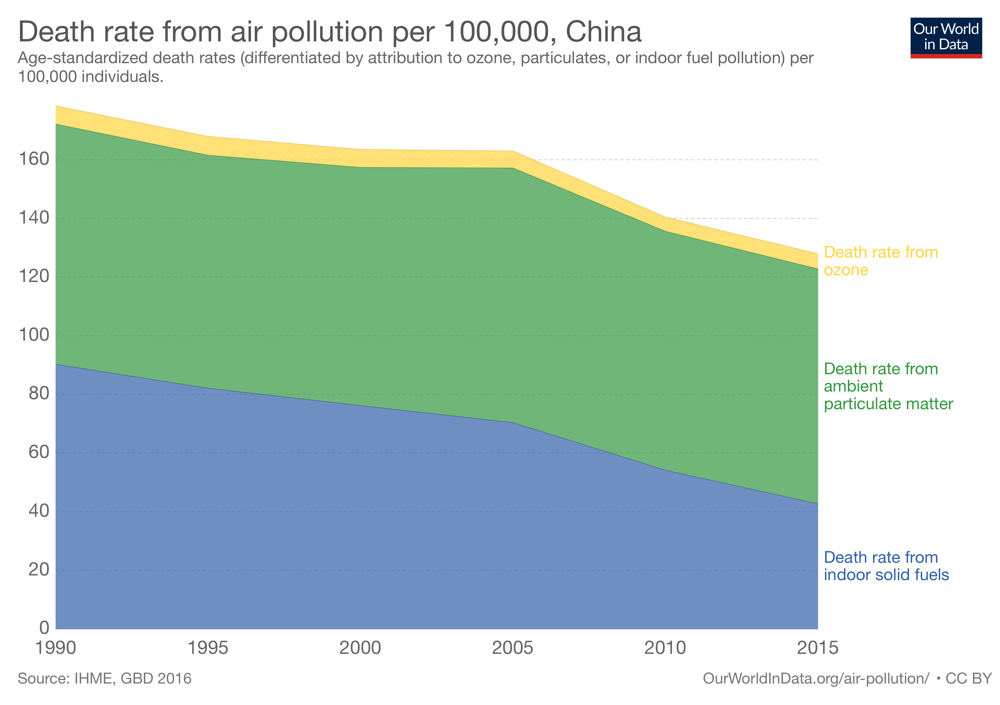 Death rate from air pollution per 100,000, China
Age-standardized death rates (differentiated by attribution to ozone, particulates, or indoor fuel pollution) per
100,000 individuals.
Our World
in Data
160
140
120
100
80
60
40
20
0
Death rate from
ozone
Death rate from
ambient
particulate matter
Death rate from
indoor solid fuels
1990 1995 2000 2005 2010 2015
Source: IHME, GBD 2016
OurWorldInData.org/air-pollution/ • CC BY